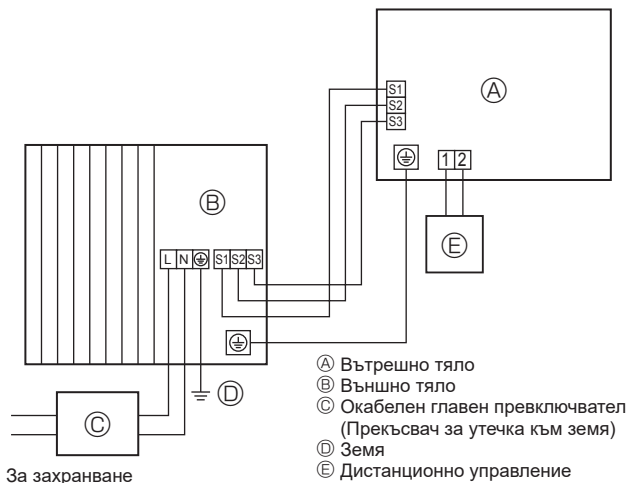 Ⓐ
S1
S2
S3
1 2
Ⓔ
Ⓑ
L N S1 S2 S3
Ⓓ
Ⓒ
За захранване
Ⓐ Вътрешно тяло
Ⓑ Външно тяло
Ⓒ Окабелен главен превключвател
(Прекъсвач за утечка към земя)
Ⓓ Земя
Ⓔ Дистанционно управление